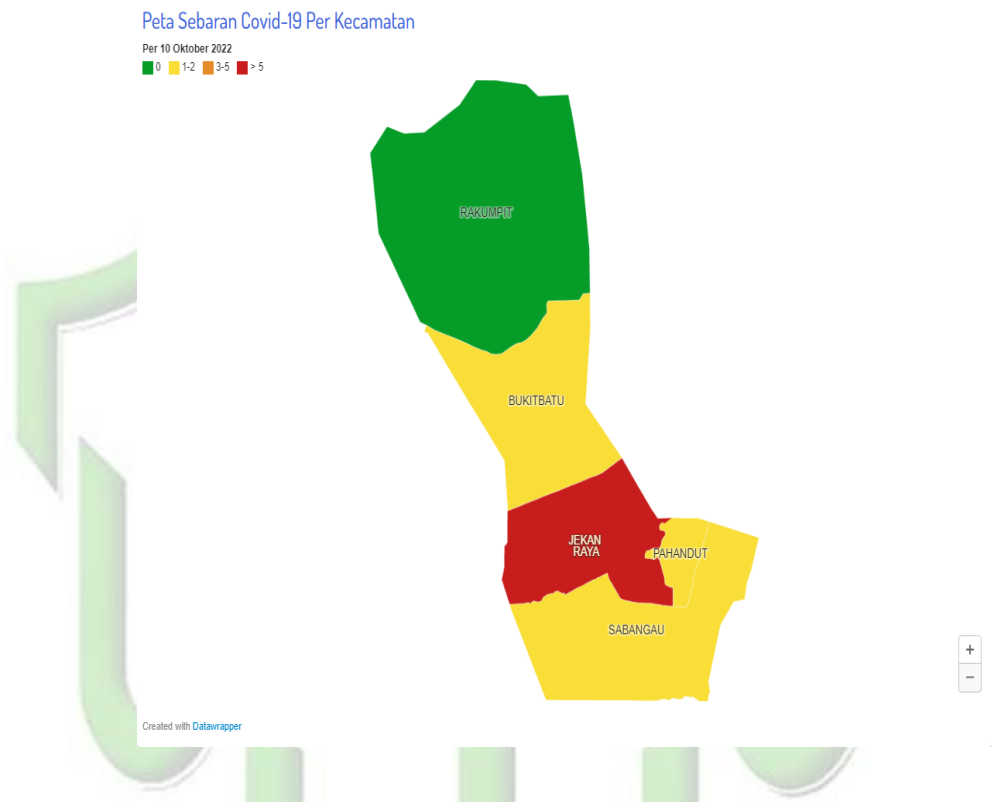 Peta Sebaran Covid-19 Per Kecamatan
Per 10 Oktober 2022
0 1-2 3-5 > 5
RAKUMPIT
BUKITBATU
JEKAN
RAYA
PAHANDUT
SABANGAU
+
−
Created with Datawrapper